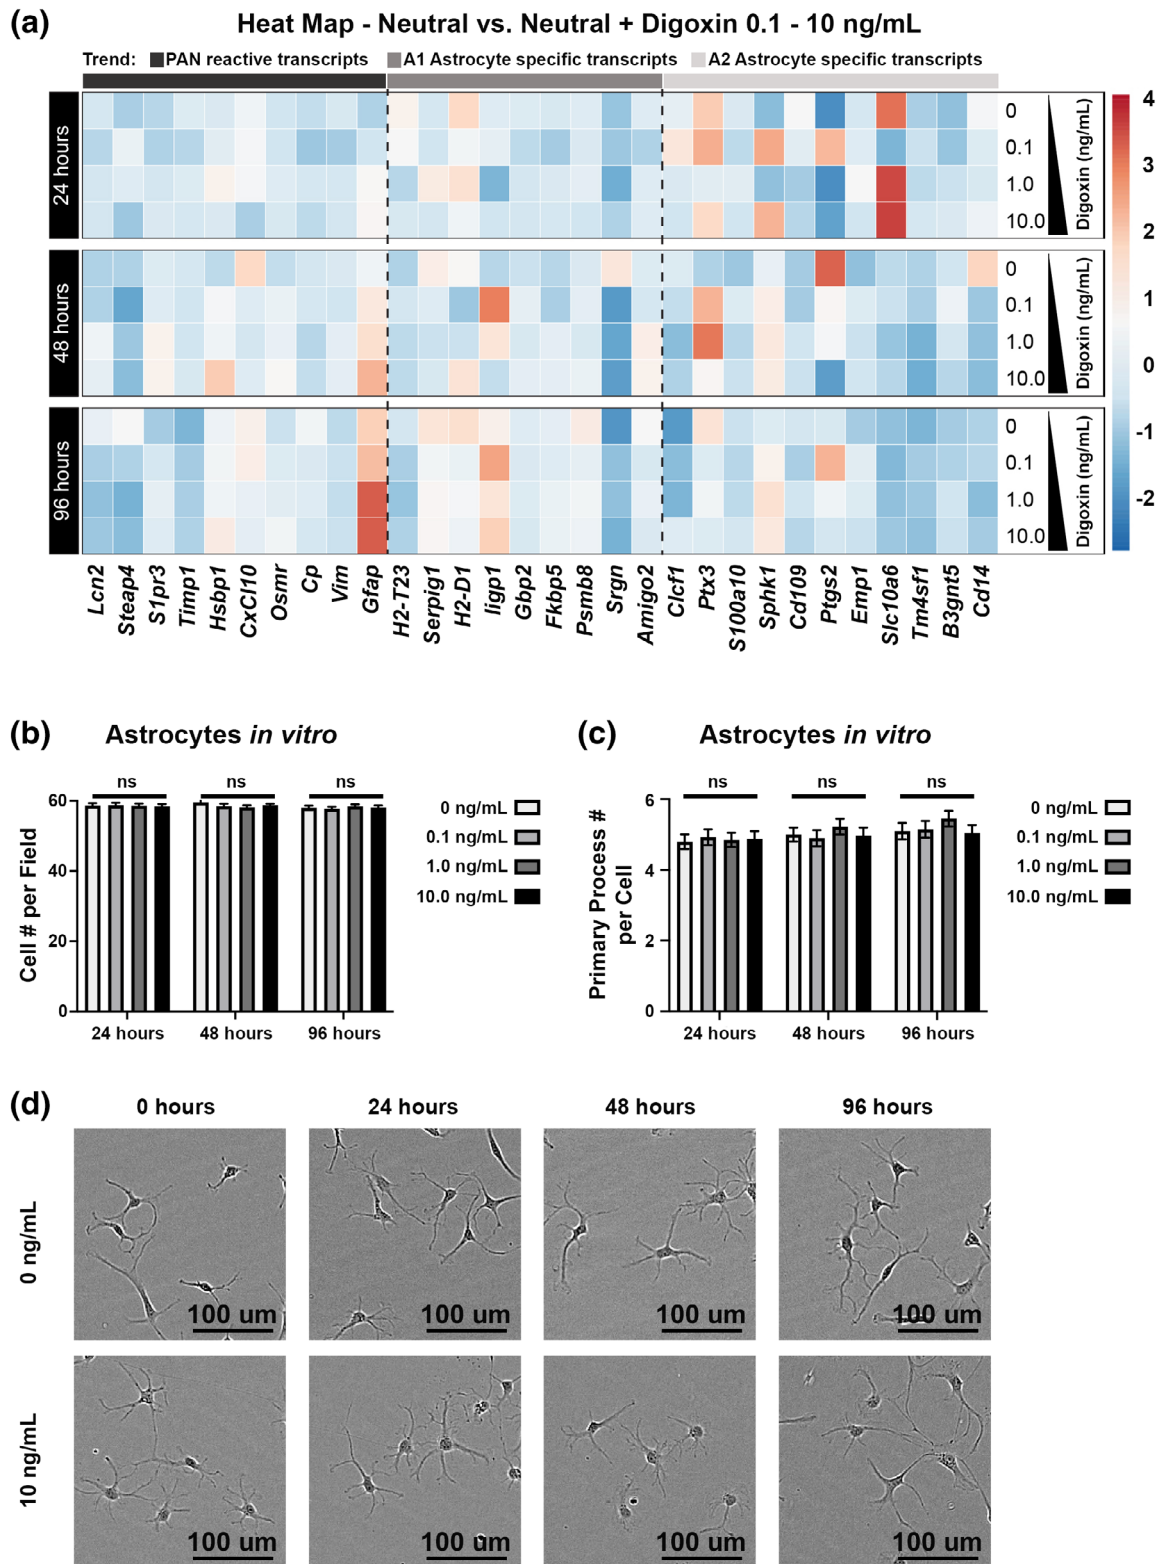 (a)
Heat Map - Neutral vs. Neutral + Digoxin 0.1 - 10 ng/mL
Trend: PAN reactive transcripts A1 Astrocyte specific transcripts A2 Astrocyte specific transcripts
24 hours
0
0.1
1.0
10.0
Digoxin (ng/mL)
48 hours
0
0.1
1.0
10.0
Digoxin (ng/mL)
96 hours
0
0.1
1.0
10.0
Digoxin (ng/mL)
4
3
2
1
0
-1
-2
Lcn2
Steap4
S1pr3
Timp1
Hsbp1
CxCl10
Osmr
Cp
Vim
Gfap
H2-T23
Serpig1
H2-D1
Iigp1
Gbp2
Fkbp5
Psmb8
Srgn
Amigo2
Clcf1
Ptx3
S100a10
Sphk1
Cd109
Ptgs2
Emp1
Slc10a6
Tm4sf1
B3gnt5
Cd14
(b)
Astrocytes in vitro
Cell # per Field
60
40
20
0
ns
ns
ns
24 hours
48 hours
96 hours
0 ng/mL
0.1 ng/mL
1.0 ng/mL
10.0 ng/mL
(c)
Astrocytes in vitro
Primary Process #
per Cell
6
4
2
0
ns
ns
ns
24 hours
48 hours
96 hours
0 ng/mL
0.1 ng/mL
1.0 ng/mL
10.0 ng/mL
(d)
0 hours
24 hours
48 hours
96 hours
0 ng/mL
100 um
100 um
100 um
100 um
10 ng/mL
100 um
100 um
100 um
100 um